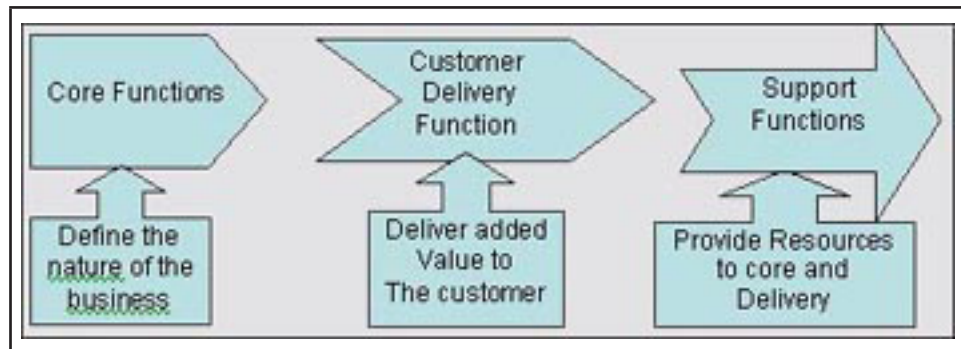 Core Functions
Customer
Delivery
Function
Support
Functions
Define the
nature of the
business
Deliver added
Value to
The customer
Provide Resources
to core and
Delivery